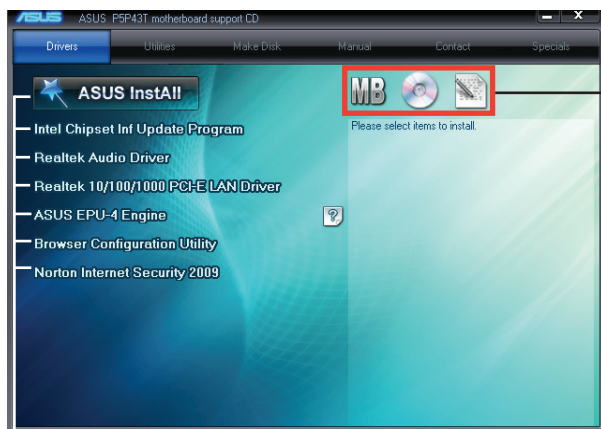 ASUS ASUS P5P43T motherboard support CD
Drivers Utilities Make Disk Manual Contact Specials
ASUS InstAll
MB
Please select items to install.
Intel Chipset Inf Update Program
Realtek Audio Driver
Realtek 10/100/1000 PCI-E LAN Driver
ASUS EPU-4 Engine
?
Browser Configuration Utility
Norton Internet Security 2009